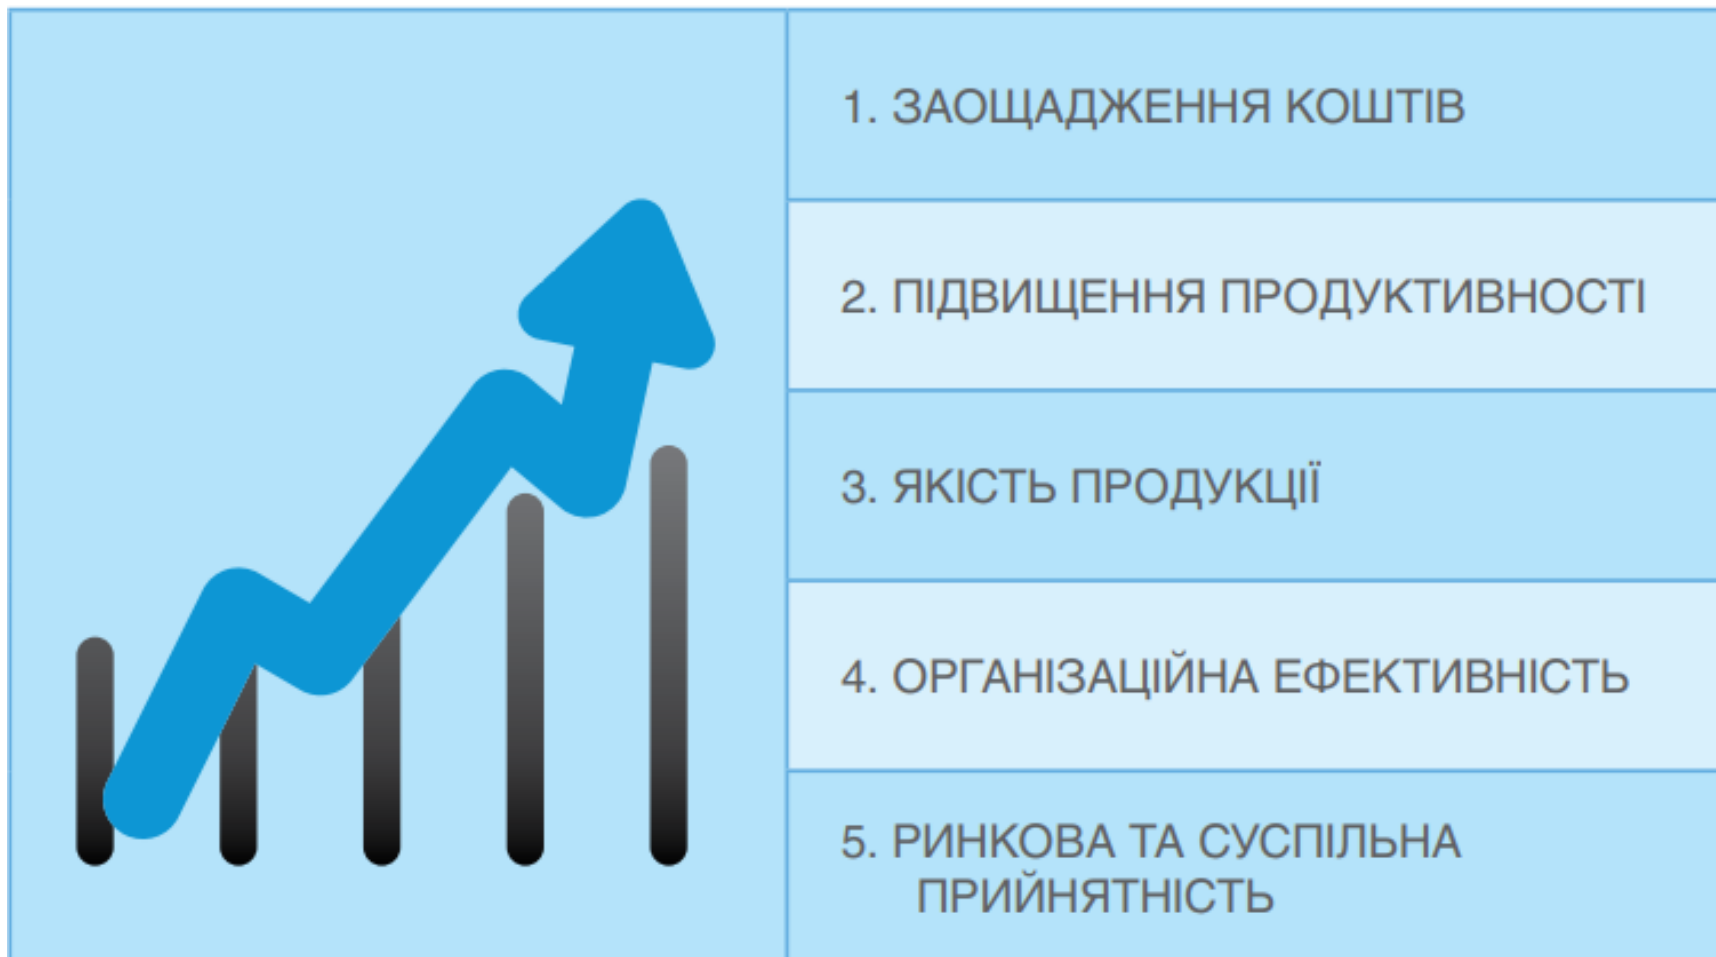 1. ЗАОЩАДЖЕННЯ КОШТІВ
2. ПІДВИЩЕННЯ ПРОДУКТИВНОСТІ
3. ЯКІСТЬ ПРОДУКЦІЇ
4. ОРГАНІЗАЦІЙНА ЕФЕКТИВНІСТЬ
5. РИНКОВА ТА СУСПІЛЬНА
ПРИЙНЯТНІСТЬ